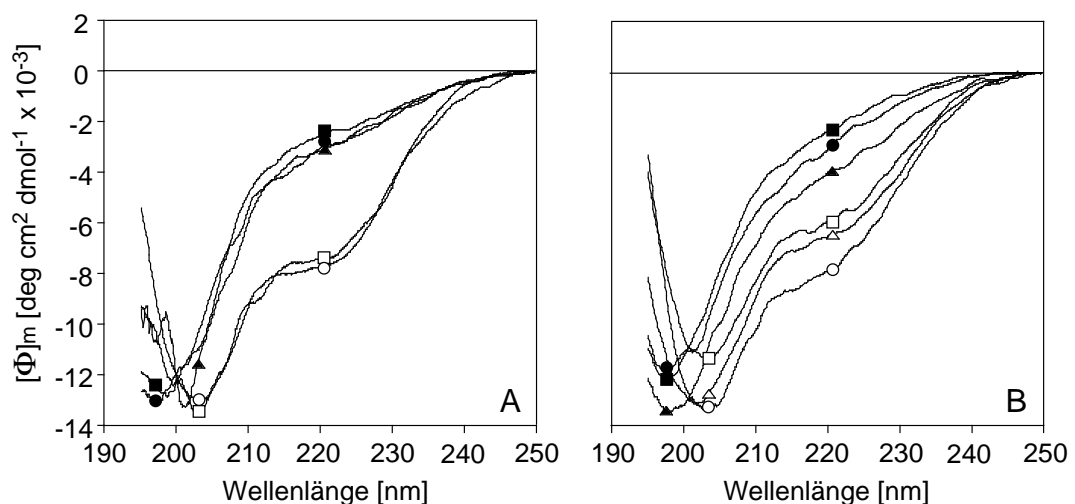 [Φ]m [deg cm² dmol⁻¹ x 10⁻³]
2
0
-2
-4
-6
-8
-10
-12
-14
190 200 210 220 230 240 250
Wellenlänge [nm]
A
190 200 210 220 230 240 250
Wellenlänge [nm]
B